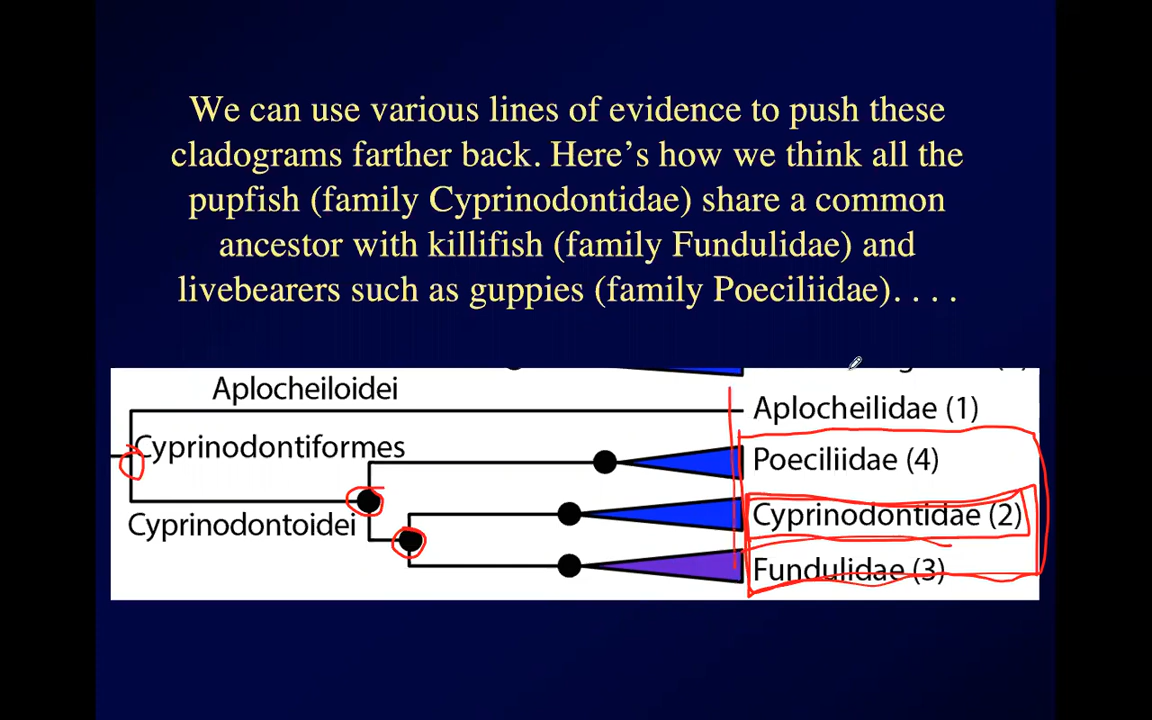 We can use various lines of evidence to push these
cladograms farther back. Here’s how we think all the
pupfish (family Cyprinodontidae) share a common
ancestor with killifish (family Fundulidae) and
livebearers such as guppies (family Poeciliidae). . . .
Aplocheiloidei
Aplocheilidae (1)
Cyprinodontiformes
Poeciliidae (4)
Cyprinodontoidei
Cyprinodontidae (2)
Fundulidae (3)